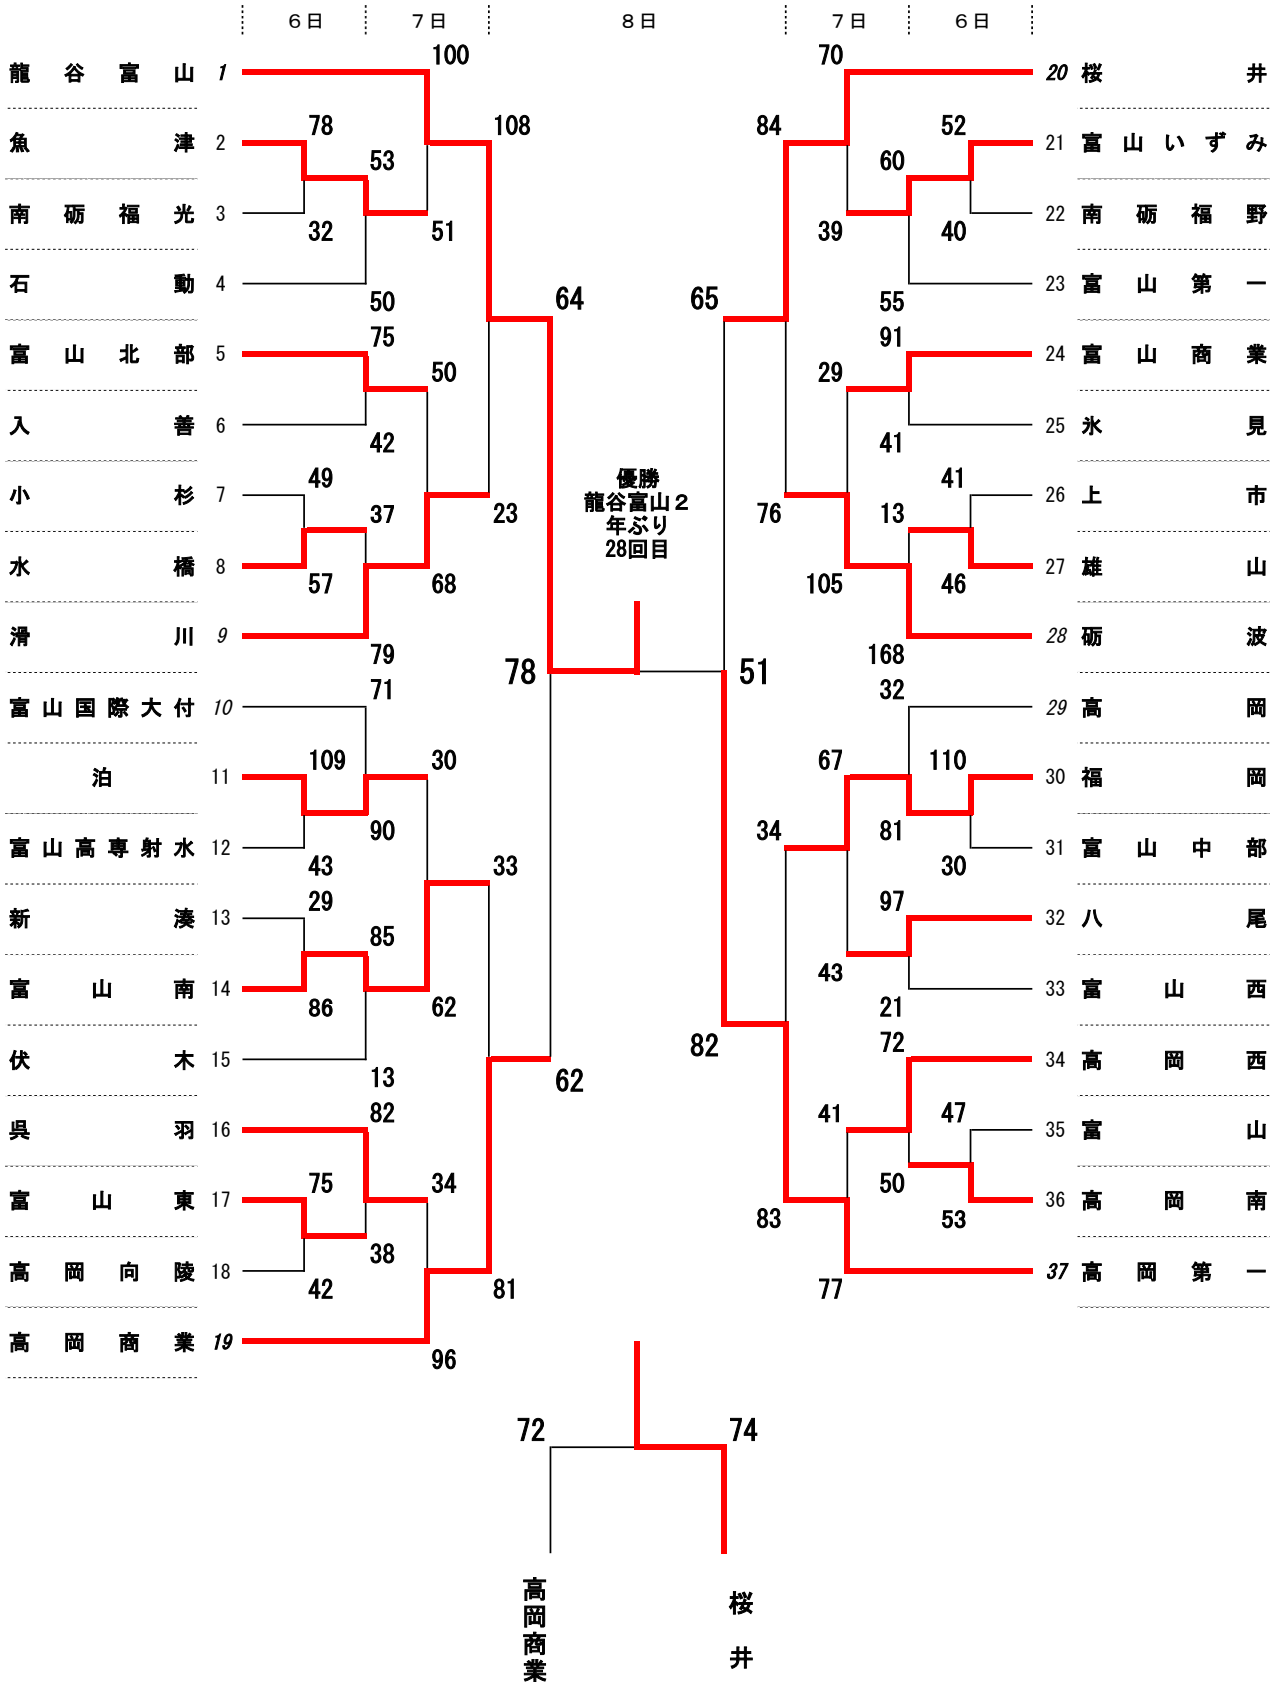 ６日 ７日 ８日 ７日 ６日
100 70
龍谷富山 1 20 桜井
78 108 84 52
魚津 2 21 富山いずみ
53 60
南砺福光 3 22 南砺福野
32 51 39 40
石動 4 23 富山第一
50 64 65 55
75 91
富山北部 5 24 富山商業
50 29
入善 6 25 氷見
42 41
49 41
優勝
小杉 7 26 上市
龍谷富山２
37 23 76 13
年ぶり
28回目
水橋 8 27 雄山
57 68 105 46
滑川 9 28 砺波
79 78 51 168
71 32
富山国際大付 10 29 高岡
109 30 67 110
泊 11 30 福岡
90 34 81
富山高専射水 12 31 富山中部
43 33 30
29 97
新湊 13 32 八尾
85 43
富山南 14 33 富山西
86 62 21
82 72
伏木 15 34 高岡西
13 62
82 41 47
呉羽 16 35 富山
75 34 50
富山東 17 36 高岡南
38 83 53
高岡向陵 18 37 高岡第一
42 81 77
高岡商業 19
96
72 74
高岡商業
桜井